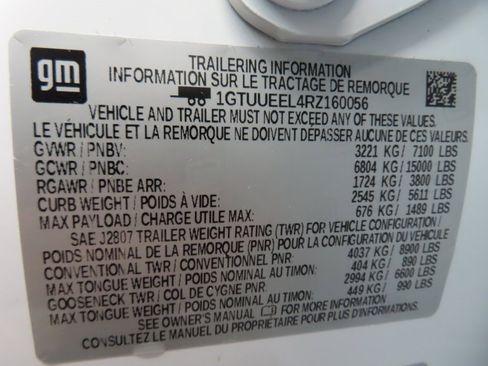 gm
TRAILERING INFORMATION
INFORMATION SUR LE TRACTAGE DE REMORQUE
1GTUUEEL4RZ160056
VEHICLE AND TRAILER MUST NOT EXCEED ANY OF THESE VALUES.
LE VÉHICULE ET LA REMORQUE NE DOIVENT DÉPASSER AUCUNE DE CES VALEURS.
GVWR / PNBV: 3221 KG / 7100 LBS
GCWR / PNBC: 6804 KG / 15000 LBS
RGAWR / PNBE ARR: 1724 KG / 3800 LBS
CURB WEIGHT / POIDS À VIDE: 2545 KG / 5611 LBS
MAX PAYLOAD / CHARGE UTILE MAX: 676 KG / 1489 LBS
SAE J2807 TRAILER WEIGHT RATING (TWR) FOR VEHICLE CONFIGURATION /
POIDS NOMINAL DE LA REMORQUE (PNR) POUR LA CONFIGURATION DU VÉHICULE
CONVENTIONAL TWR / CONVENTIONNEL PNR: 4037 KG / 8900 LBS
MAX TONGUE WEIGHT / POIDS MAXIMAL AU TIMON: 404 KG / 890 LBS
GOOSENECK TWR / COL DE CYGNE PNR: 2994 KG / 6600 LBS
MAX TONGUE WEIGHT / POIDS MAXIMAL AU TIMON: 449 KG / 990 LBS
SEE OWNER'S MANUAL FOR MORE INFORMATION
CONSULTEZ LE MANUEL DU PROPRIÉTAIRE POUR PLUS D'INFORMATIONS.